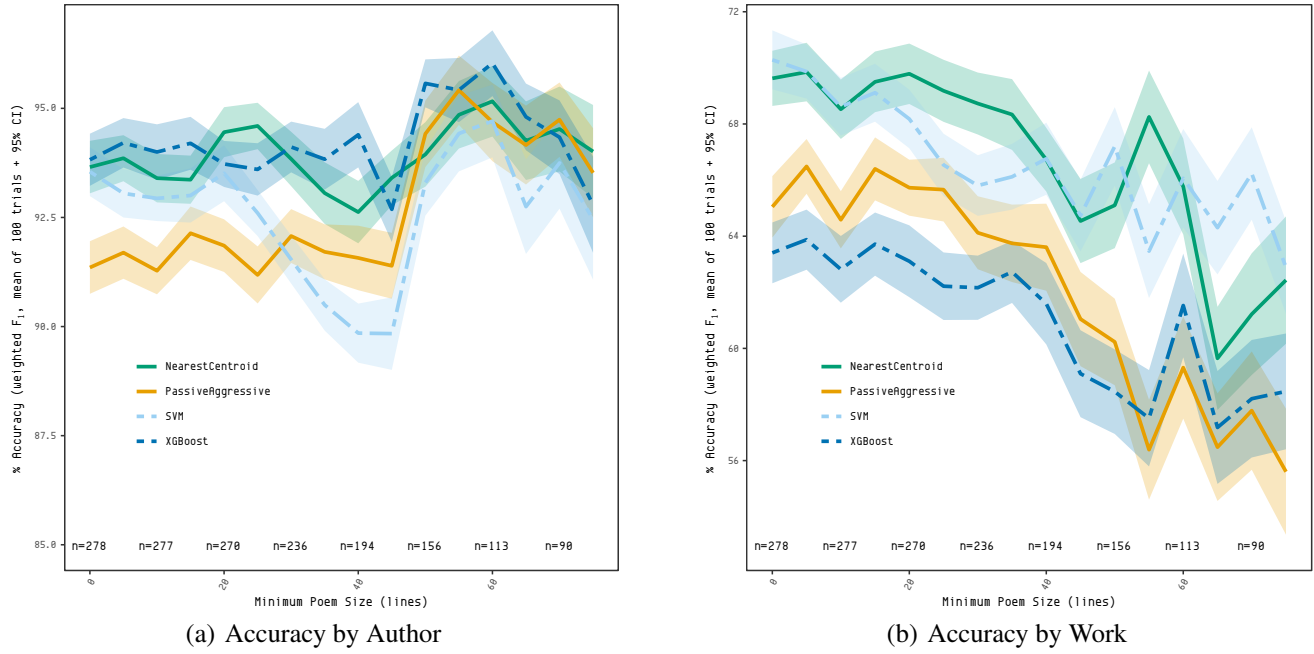 % Accuracy (weighted F1, mean of 100 trials + 95% CI)
95.0
92.5
90.0
87.5
85.0
NearestCentroid
PassiveAggressive
SVM
XGBoost
n=278 n=277 n=270 n=236 n=194 n=156 n=113 n=90
0 20 40 60
Minimum Poem Size (lines)
(a) Accuracy by Author
% Accuracy (weighted F1, mean of 100 trials + 95% CI)
72
68
64
60
56
NearestCentroid
PassiveAggressive
SVM
XGBoost
n=278 n=277 n=270 n=236 n=194 n=156 n=113 n=90
0 20 40 60
Minimum Poem Size (lines)
(b) Accuracy by Work